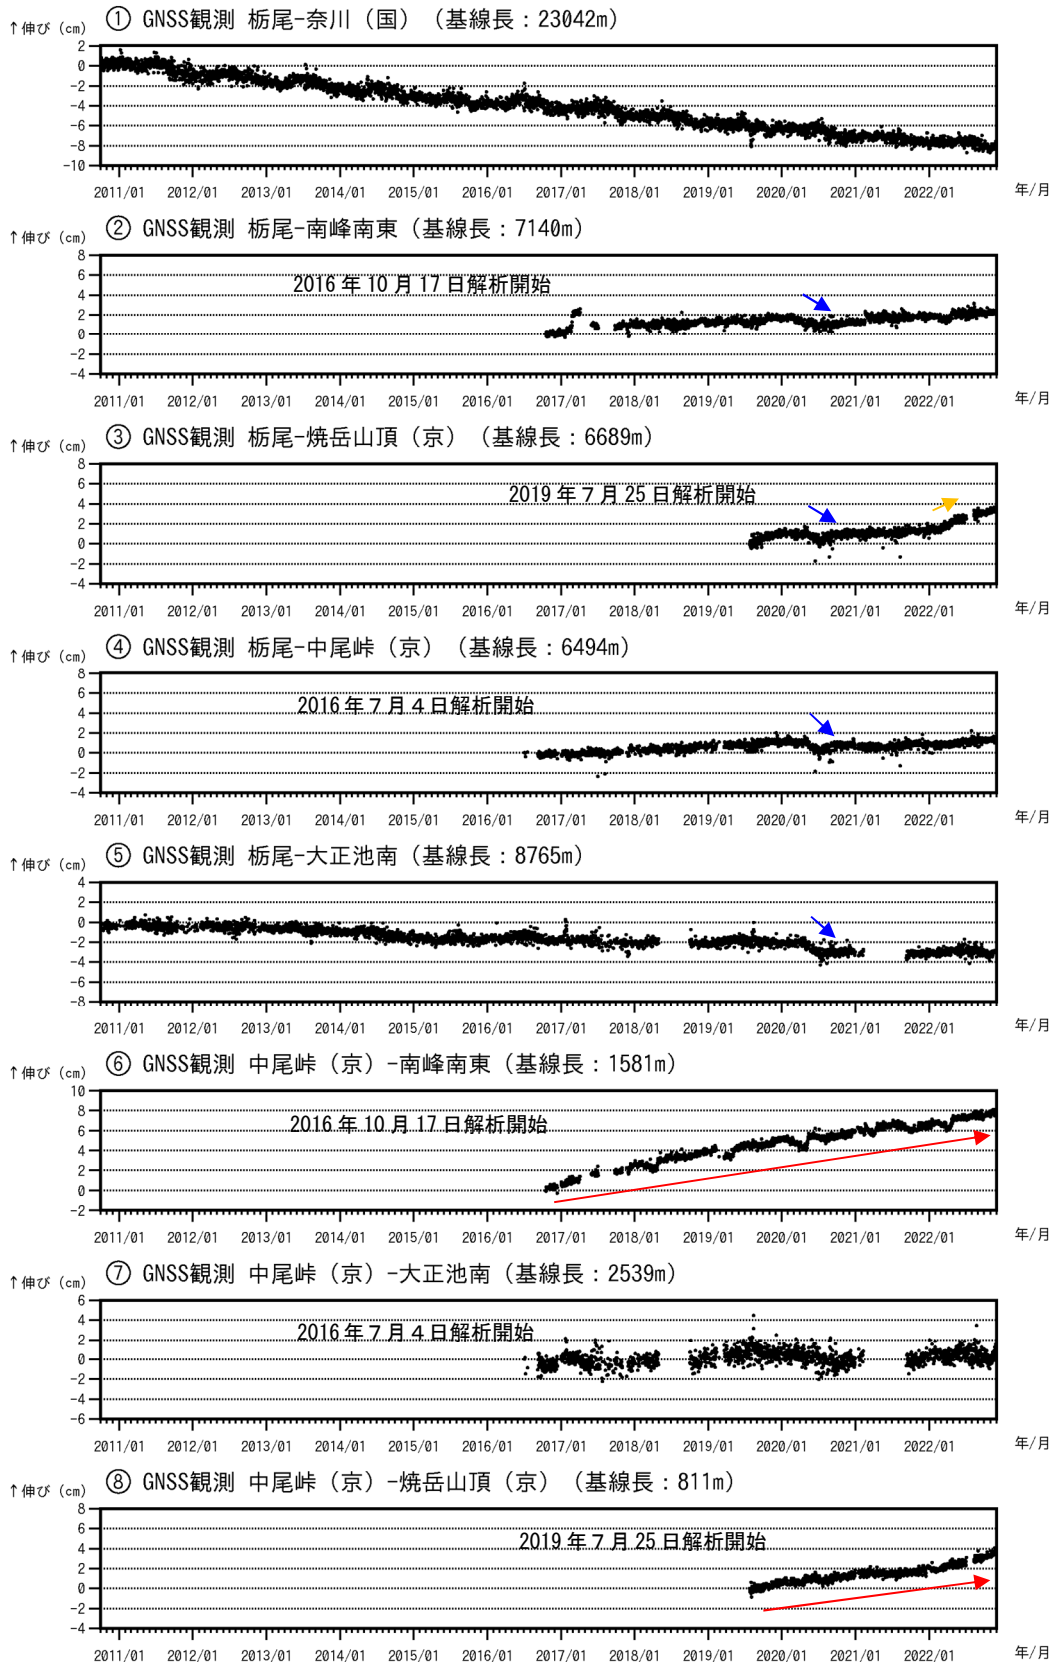 ① GNSS観測 栃尾-奈川（国）（基線長：23042m）
↑伸び（cm）
2
0
-2
-4
-6
-8
-10
2011/01 2012/01 2013/01 2014/01 2015/01 2016/01 2017/01 2018/01 2019/01 2020/01 2021/01 2022/01 年/月
② GNSS観測 栃尾-南峰南東（基線長：7140m）
↑伸び（cm）
8
6
2016年10月17日解析開始
4
2
0
-2
-4
2011/01 2012/01 2013/01 2014/01 2015/01 2016/01 2017/01 2018/01 2019/01 2020/01 2021/01 2022/01 年/月
③ GNSS観測 栃尾-焼岳山頂（京）（基線長：6689m）
↑伸び（cm）
8
6
2019年７月25日解析開始
4
2
0
-2
-4
2011/01 2012/01 2013/01 2014/01 2015/01 2016/01 2017/01 2018/01 2019/01 2020/01 2021/01 2022/01 年/月
④ GNSS観測 栃尾-中尾峠（京）（基線長：6494m）
↑伸び（cm）
8
6
2016年７月４日解析開始
4
2
0
-2
-4
2011/01 2012/01 2013/01 2014/01 2015/01 2016/01 2017/01 2018/01 2019/01 2020/01 2021/01 2022/01 年/月
⑤ GNSS観測 栃尾-大正池南（基線長：8765m）
↑伸び（cm）
4
2
0
-2
-4
-6
-8
2011/01 2012/01 2013/01 2014/01 2015/01 2016/01 2017/01 2018/01 2019/01 2020/01 2021/01 2022/01 年/月
⑥ GNSS観測 中尾峠（京）-南峰南東（基線長：1581m）
↑伸び（cm）
10
8
2016年10月17日解析開始
6
4
2
0
-2
2011/01 2012/01 2013/01 2014/01 2015/01 2016/01 2017/01 2018/01 2019/01 2020/01 2021/01 2022/01 年/月
⑦ GNSS観測 中尾峠（京）-大正池南（基線長：2539m）
↑伸び（cm）
6
4
2016年７月４日解析開始
2
0
-2
-4
-6
2011/01 2012/01 2013/01 2014/01 2015/01 2016/01 2017/01 2018/01 2019/01 2020/01 2021/01 2022/01 年/月
⑧ GNSS観測 中尾峠（京）-焼岳山頂（京）（基線長：811m）
↑伸び（cm）
8
6
2019年７月25日解析開始
4
2
0
-2
-4
2011/01 2012/01 2013/01 2014/01 2015/01 2016/01 2017/01 2018/01 2019/01 2020/01 2021/01 2022/01 年/月